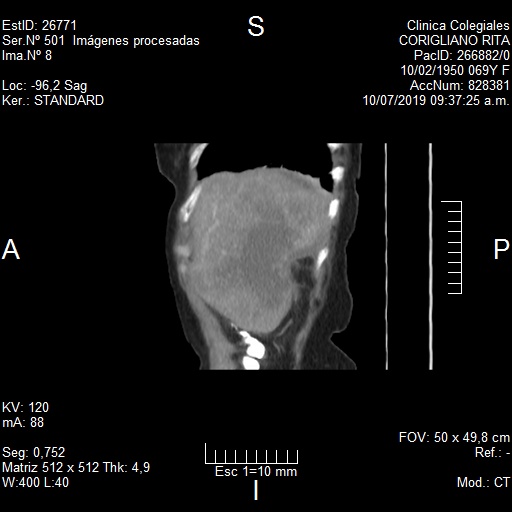 EstID: 26771
Ser.Nº 501 Imágenes procesadas
Ima.Nº 8
Loc: -96,2 Sag
Ker.: STANDARD
S
Clinica Colegiales
CORIGLIANO RITA
PacID: 266882/0
10/02/1950 069Y F
AccNum: 828381
10/07/2019 09:37:25 a.m.
A
P
KV: 120
mA: 88
Seg: 0,752
Matriz 512 x 512 Thk: 4,9
W:400 L:40
Esc 1=10 mm
I
FOV: 50 x 49,8 cm
Ref.: -
Mod.: CT